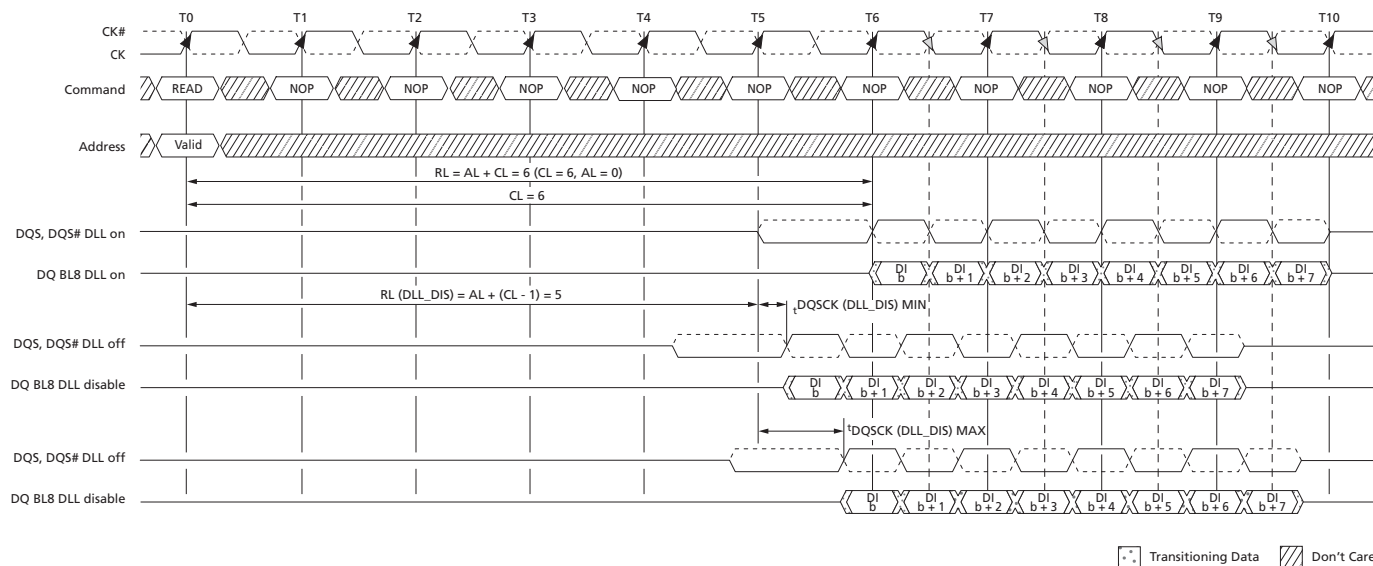 T0 T1 T2 T3 T4 T5 T6 T7 T8 T9 T10
CK#
CK
Command READ NOP NOP NOP NOP NOP NOP NOP NOP NOP NOP
Address Valid
RL = AL + CL = 6 (CL = 6, AL = 0)
CL = 6
DQS, DQS# DLL on
DQ BL8 DLL on DI b DI b + 1 DI b + 2 DI b + 3 DI b + 4 DI b + 5 DI b + 6 DI b + 7
RL (DLL_DIS) = AL + (CL - 1) = 5
tDQSCK (DLL_DIS) MIN
DQS, DQS# DLL off
DQ BL8 DLL disable DI b DI b + 1 DI b + 2 DI b + 3 DI b + 4 DI b + 5 DI b + 6 DI b + 7
tDQSCK (DLL_DIS) MAX
DQS, DQS# DLL off
DQ BL8 DLL disable DI b DI b + 1 DI b + 2 DI b + 3 DI b + 4 DI b + 5 DI b + 6 DI b + 7
Transitioning Data Don't Care